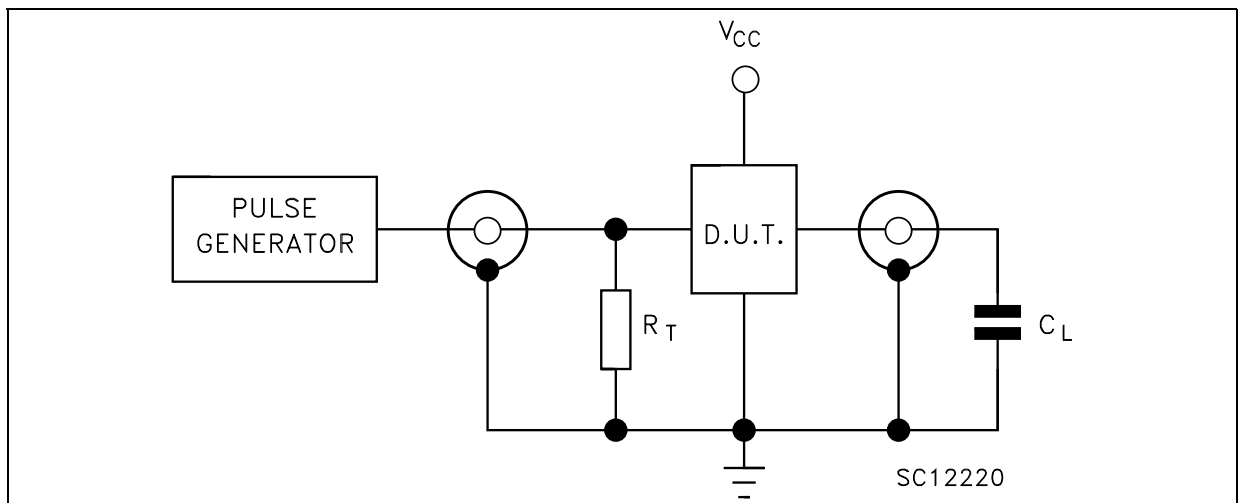 VCC
PULSE
GENERATOR
D.U.T.
RT
CL
SC12220